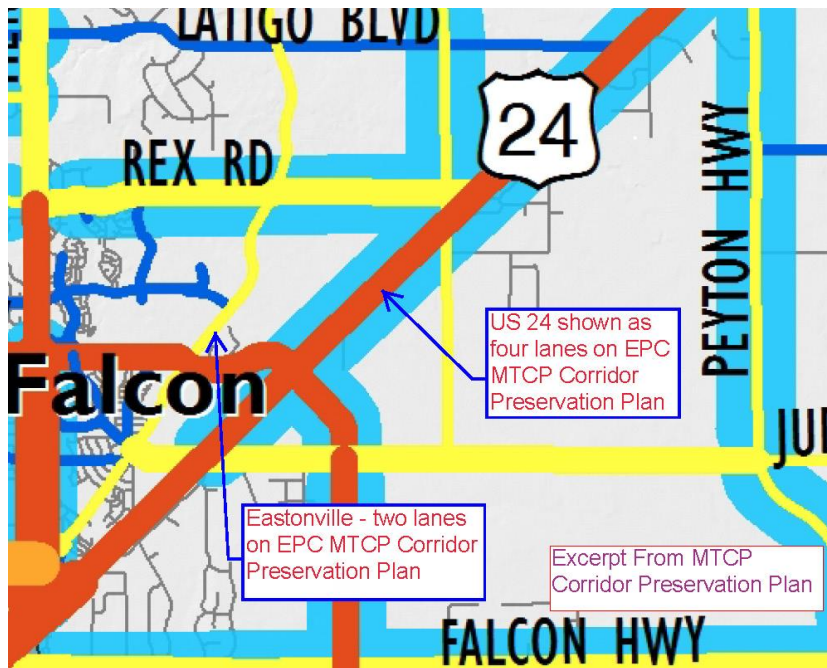 LATIGO BLVD
24
REX RD
PEYTON HWY
US 24 shown as
four lanes on EPC
MTCP Corridor
Preservation Plan
Falcon
Eastonville - two lanes
on EPC MTCP Corridor
Preservation Plan
Excerpt From MTCP
Corridor Preservation Plan
FALCON HWY